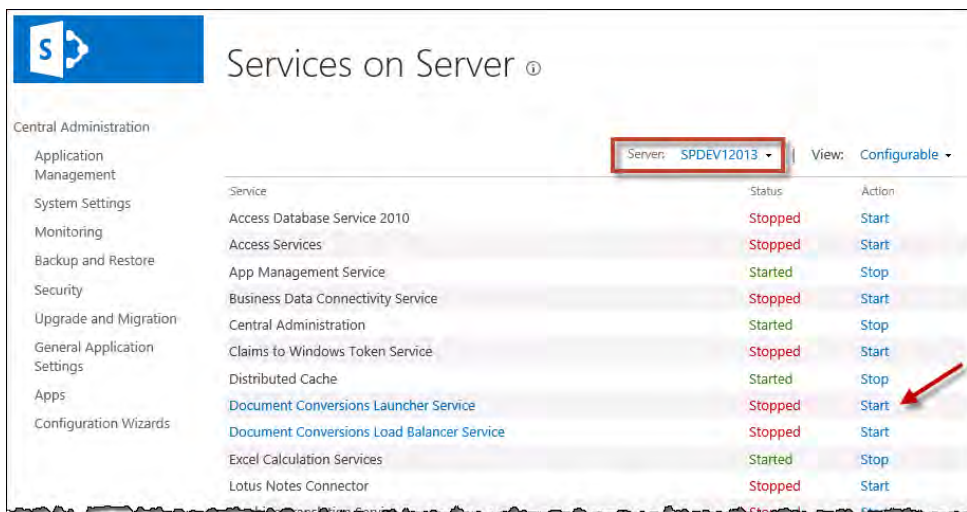 S
Services on Server
Central Administration
Application
Management
System Settings
Monitoring
Backup and Restore
Security
Upgrade and Migration
General Application
Settings
Apps
Configuration Wizards
Server: SPDEV12013 | View: Configurable
Service Status Action
Access Database Service 2010 Stopped Start
Access Services Stopped Start
App Management Service Started Stop
Business Data Connectivity Service Stopped Start
Central Administration Started Stop
Claims to Windows Token Service Stopped Start
Distributed Cache Started Stop
Document Conversions Launcher Service Stopped Start
Document Conversions Load Balancer Service Stopped Start
Excel Calculation Services Started Stop
Lotus Notes Connector Stopped Start